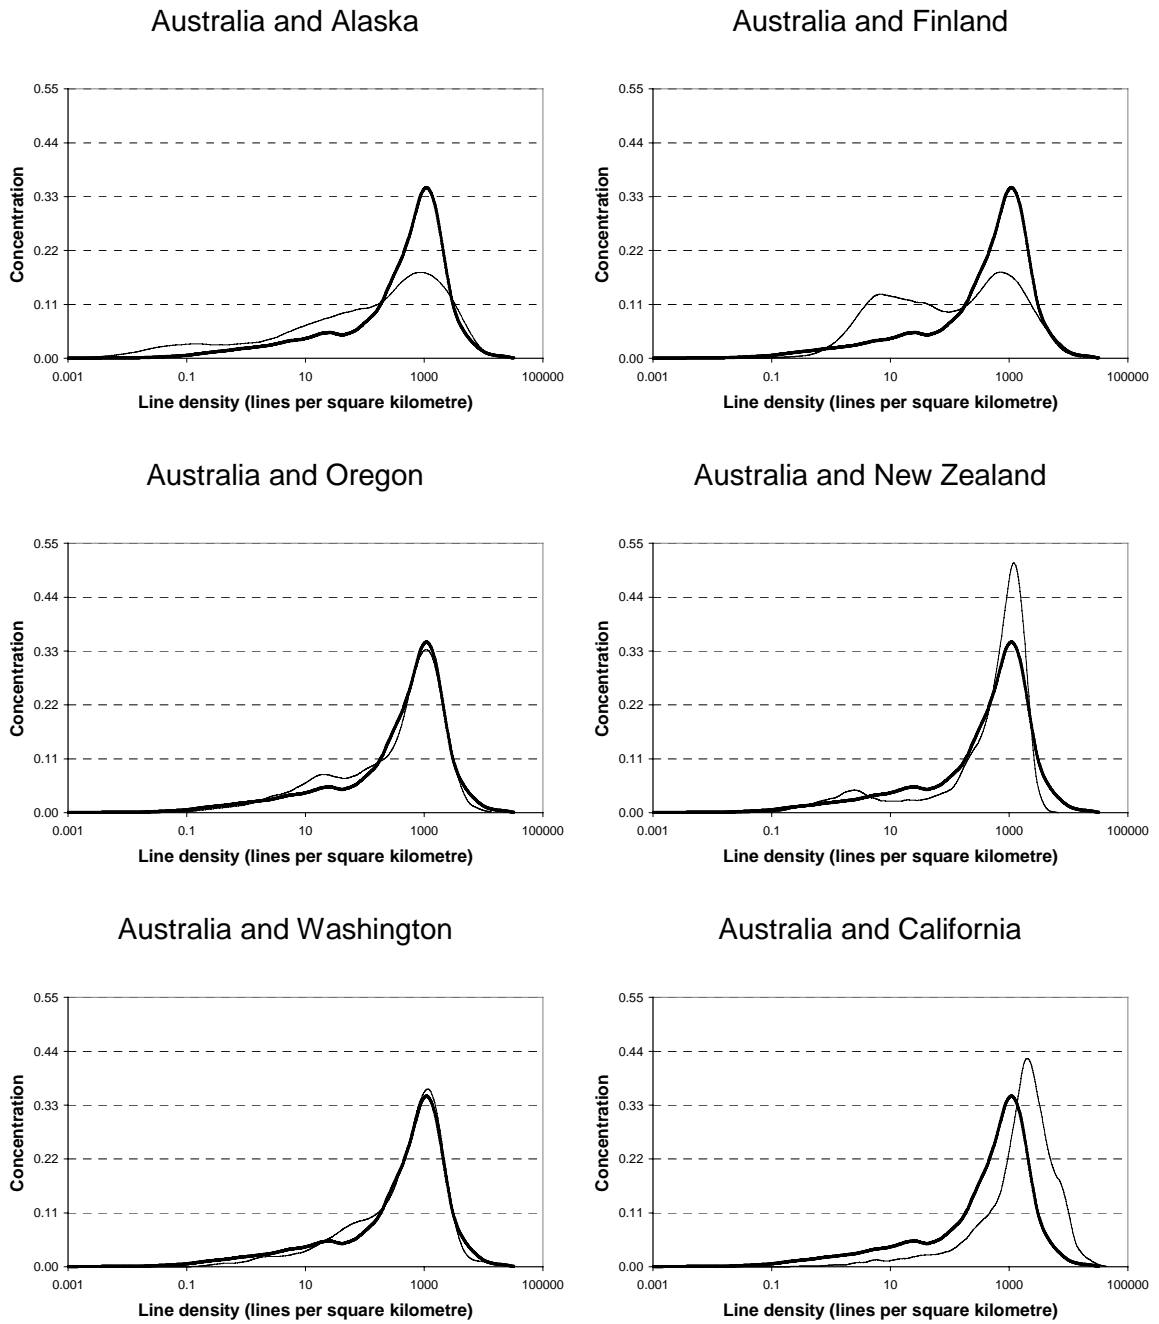 Australia and Alaska
0.55
0.44
0.33
0.22
0.11
0.00
Concentration
0.001 0.1 10 1000 100000
Line density (lines per square kilometre)
Australia and Finland
0.55
0.44
0.33
0.22
0.11
0.00
Concentration
0.001 0.1 10 1000 100000
Line density (lines per square kilometre)
Australia and Oregon
0.55
0.44
0.33
0.22
0.11
0.00
Concentration
0.001 0.1 10 1000 100000
Line density (lines per square kilometre)
Australia and New Zealand
0.55
0.44
0.33
0.22
0.11
0.00
Concentration
0.001 0.1 10 1000 100000
Line density (lines per square kilometre)
Australia and Washington
0.55
0.44
0.33
0.22
0.11
0.00
Concentration
0.001 0.1 10 1000 100000
Line density (lines per square kilometre)
Australia and California
0.55
0.44
0.33
0.22
0.11
0.00
Concentration
0.001 0.1 10 1000 100000
Line density (lines per square kilometre)